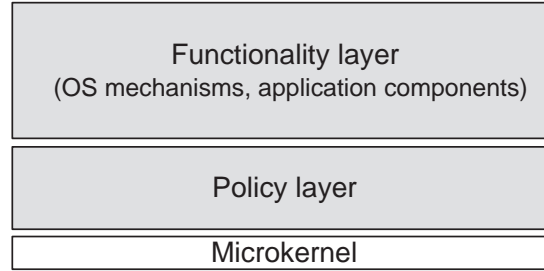 Functionality layer
(OS mechanisms, application components)
Policy layer
Microkernel